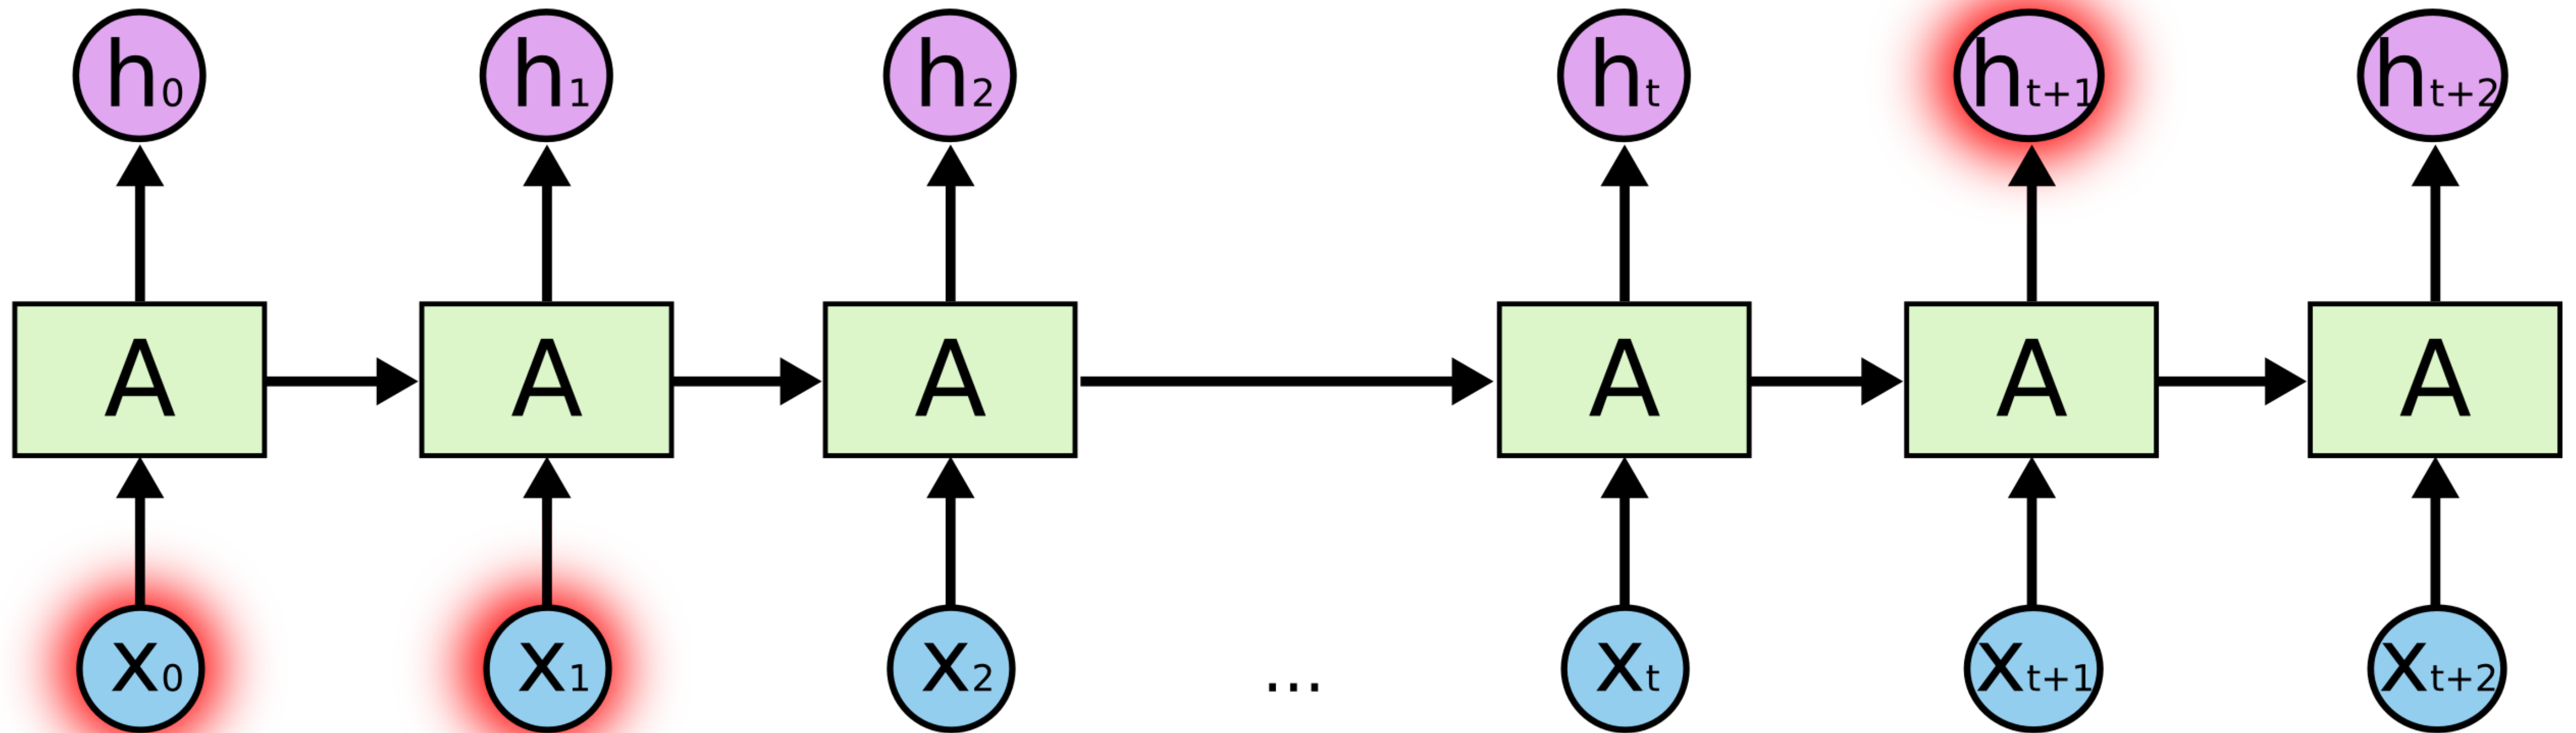 h0 h1 h2 ht ht+1 ht+2
A A A A A A
x0 x1 x2 ... xt xt+1 xt+2